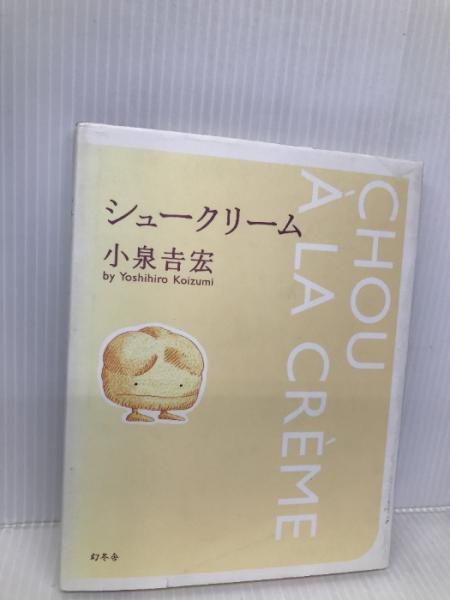 シュークリーム
小泉吉宏
by Yoshihiro Koizumi
CHOU
À LA CRÈME
幻冬舎